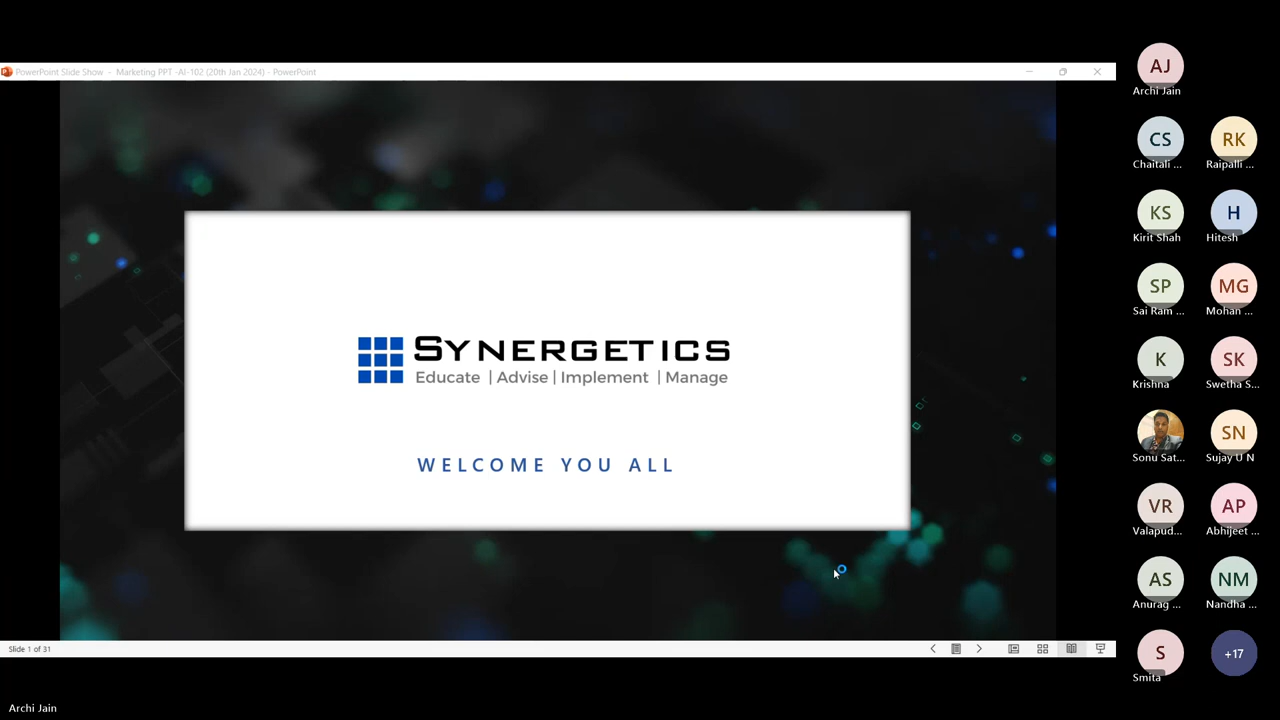 PowerPoint Slide Show - Marketing PPT -AI-102 (20th Jan 2024) - PowerPoint
SYNERGETICS
Educate | Advise | Implement | Manage
WELCOME YOU ALL
Slide 1 of 31
Archi Jain
AJ
Archi Jain
CS
Chaitali ...
RK
Raipalli ...
KS
Kirit Shah
H
Hitesh
SP
Sai Ram ...
MG
Mohan ...
K
Krishna
SK
Swetha S...
Sonu Sat...
SN
Sujay U N
VR
Valapud...
AP
Abhijeet ...
AS
Anurag ...
NM
Nandha ...
S
Smita
+17